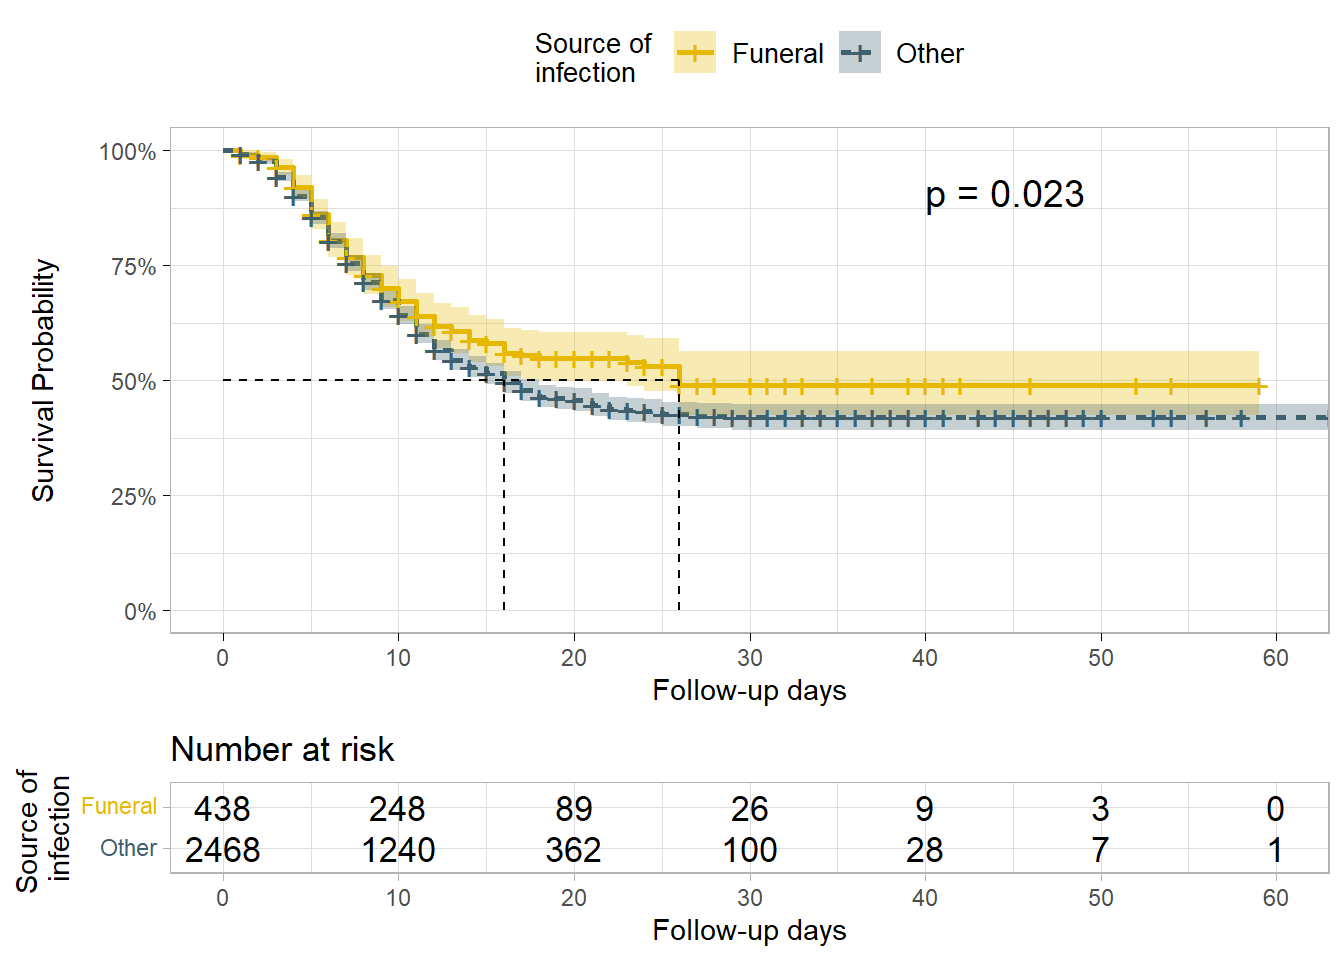 Source of
infection
Funeral
Other
100%
75%
50%
25%
0%
Survival Probability
p = 0.023
0 10 20 30 40 50 60
Follow-up days
Number at risk
Source of
infection
Funeral 438 248 89 26 9 3 0
Other 2468 1240 362 100 28 7 1
0 10 20 30 40 50 60
Follow-up days